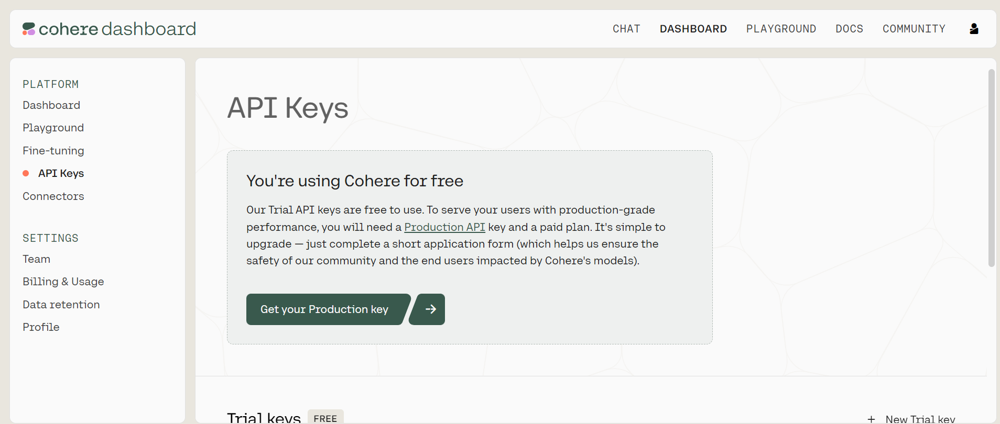 cohere dashboard
CHAT DASHBOARD PLAYGROUND DOCS COMMUNITY
PLATFORM
Dashboard
Playground
Fine-tuning
API Keys
Connectors
SETTINGS
Team
Billing & Usage
Data retention
Profile
API Keys
You're using Cohere for free
Our Trial API keys are free to use. To serve your users with production-grade
performance, you will need a Production API key and a paid plan. It's simple to
upgrade — just complete a short application form (which helps us ensure the
safety of our community and the end users impacted by Cohere's models).
Get your Production key
Trial keys FREE
+ New Trial key